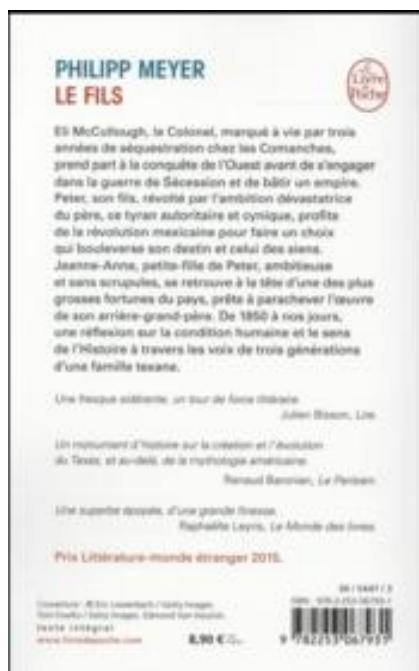 PHILIPP MEYER
LE FILS
Le Livre de Poche
Eli McCullough, le Colonel, marqué à vie par trois
années de séquestration chez les Comanches,
prend part à la conquête de l'Ouest avant de s'engager
dans la guerre de Sécession et de bâtir un empire.
Peter, son fils, révolté par l'ambition dévastatrice
du père, ce tyran autoritaire et cynique, profite
de la révolution mexicaine pour faire un choix
qui bouleverse son destin et celui des siens.
Jeanne-Anne, petite-fille de Peter, ambitieuse
et sans scrupules, se retrouve à la tête d'une des plus
grosses fortunes du pays, prête à parachever l'œuvre
de son arrière-grand-père. De 1850 à nos jours,
une réflexion sur la condition humaine et le sens
de l'Histoire à travers les voix de trois générations
d'une famille texane.
Une fresque sidérante, un tour de force littéraire.
Julien Bisson, Lire
Un monument d'histoire sur la création et l'évolution
du Texas, et au-delà, de la mythologie américaine.
Renaud Baronian, Le Parisien
Une superbe épopée, d'une grande finesse.
Raphaëlle Leyris, Le Monde des livres
Prix Littérature-monde étranger 2015.
Couverture : © Getty Images
texte intégral
www.livredepoche.com
8,90 €
9 782253 067931